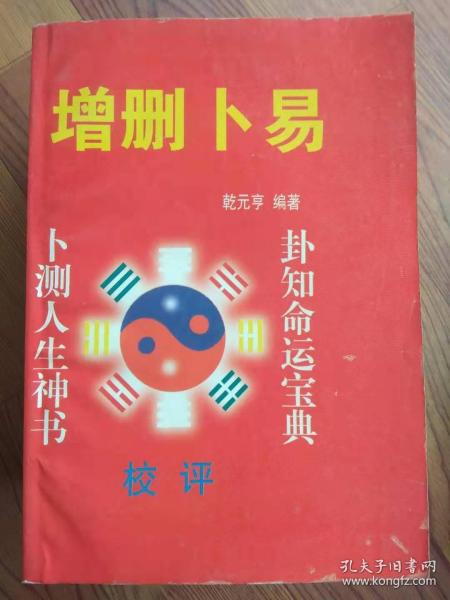 增删卜易
乾元亨 编著
卦知命运宝典
卜测人生神书
校评
孔夫子旧书网
www.kongfz.com